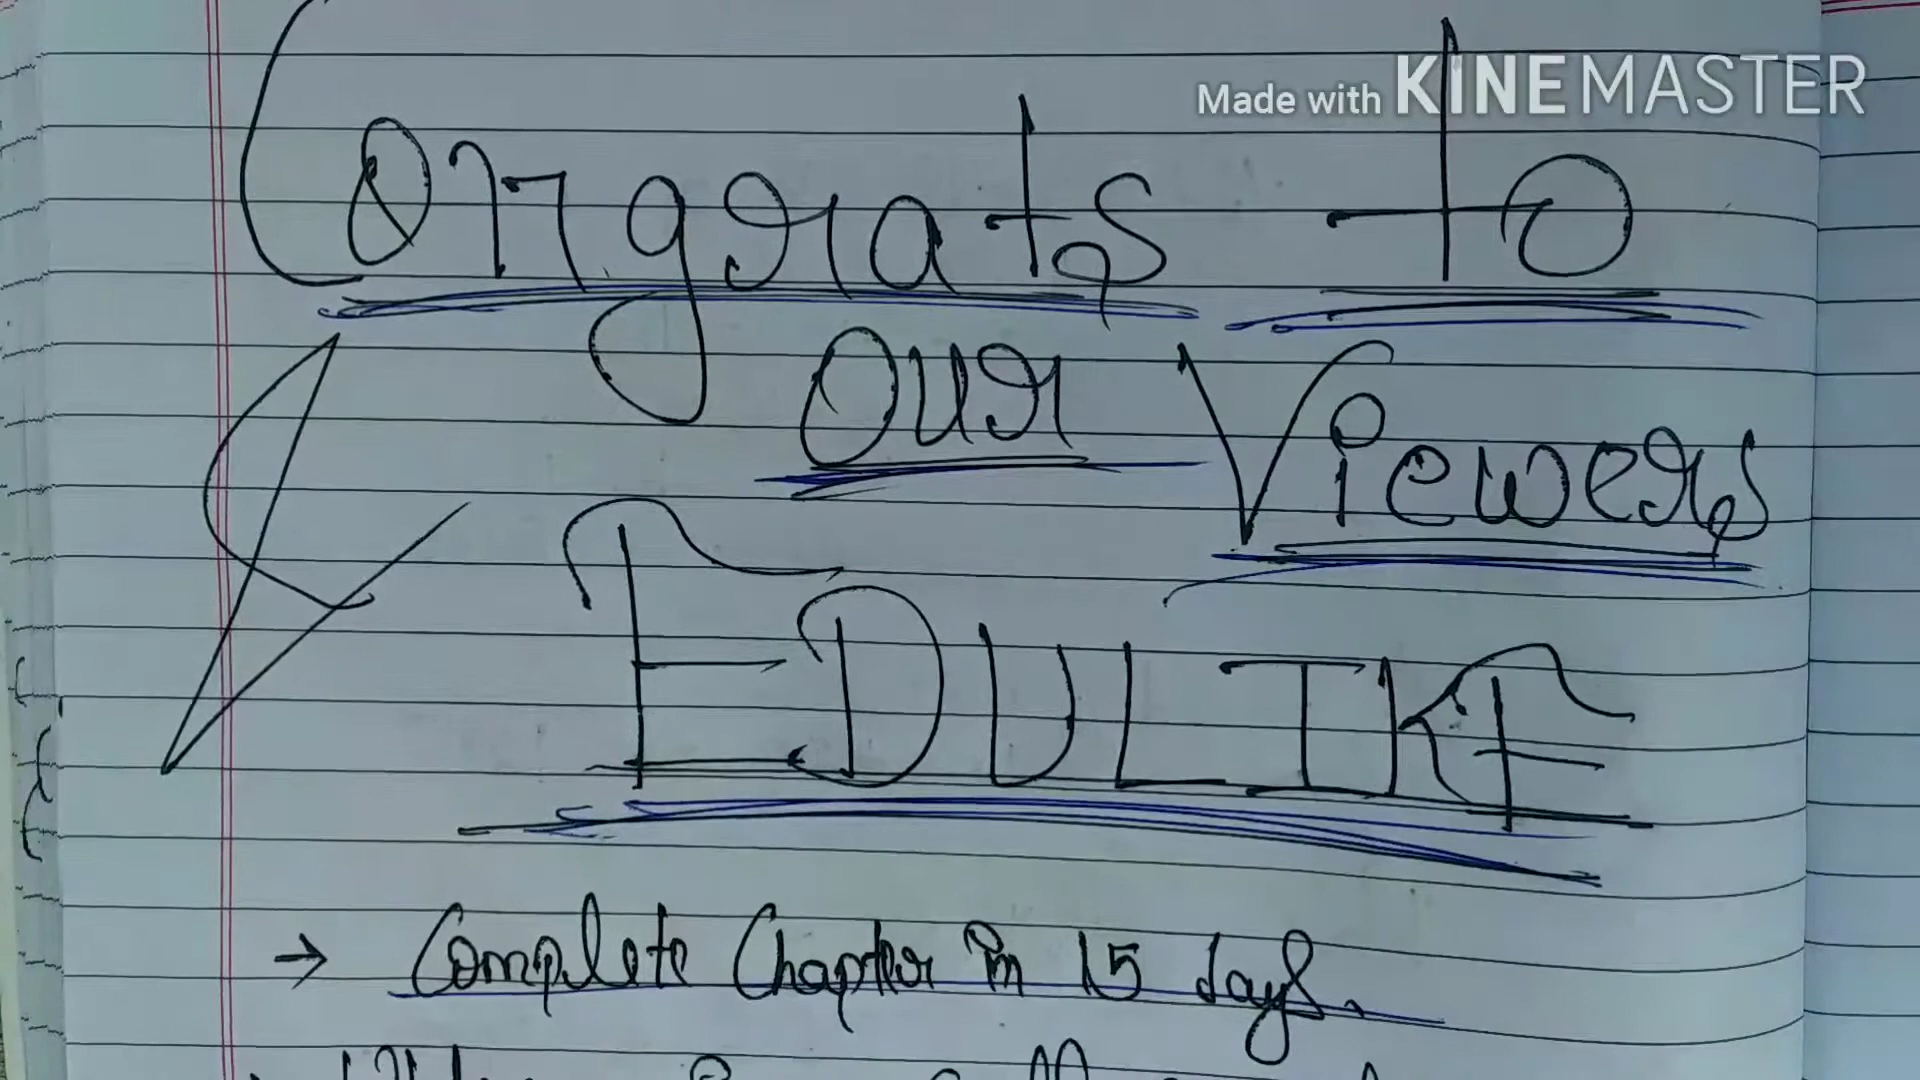 Made with KINEMASTER
Congrats to
our Viewers
EDULIKE
→ Complete Chapter in 15 days.